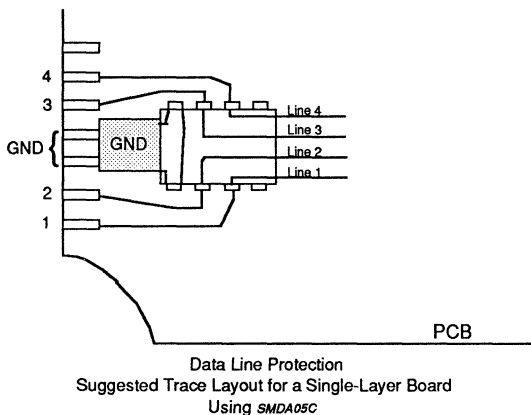 4
3
GND
GND
2
1
Line 4
Line 3
Line 2
Line 1
PCB
Data Line Protection
Suggested Trace Layout for a Single-Layer Board
Using SMDA05C